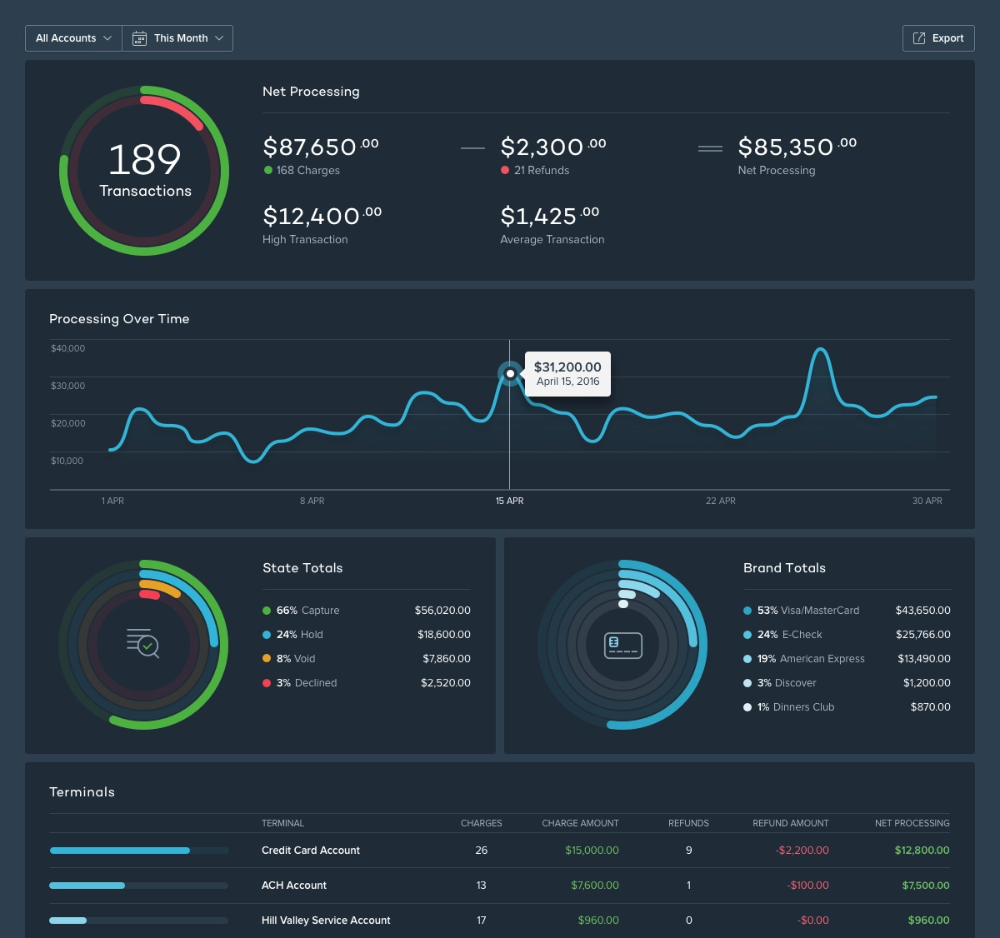 All Accounts This Month Export
Net Processing
189
Transactions
$87,650.00 — $2,300.00 = $85,350.00
168 Charges 21 Refunds Net Processing
$12,400.00 $1,425.00
High Transaction Average Transaction
Processing Over Time
$40,000
$30,000
$20,000
$10,000
$31,200.00
April 15, 2016
1 APR 8 APR 15 APR 22 APR 30 APR
State Totals
66% Capture $56,020.00
24% Hold $18,600.00
8% Void $7,860.00
3% Declined $2,520.00
Brand Totals
53% Visa/MasterCard $43,650.00
24% E-Check $25,766.00
19% American Express $13,490.00
3% Discover $1,200.00
1% Dinners Club $870.00
Terminals
TERMINAL CHARGES CHARGE AMOUNT REFUNDS REFUND AMOUNT NET PROCESSING
Credit Card Account 26 $15,000.00 9 -$2,200.00 $12,800.00
ACH Account 13 $7,600.00 1 -$100.00 $7,500.00
Hill Valley Service Account 17 $960.00 0 -$0.00 $960.00